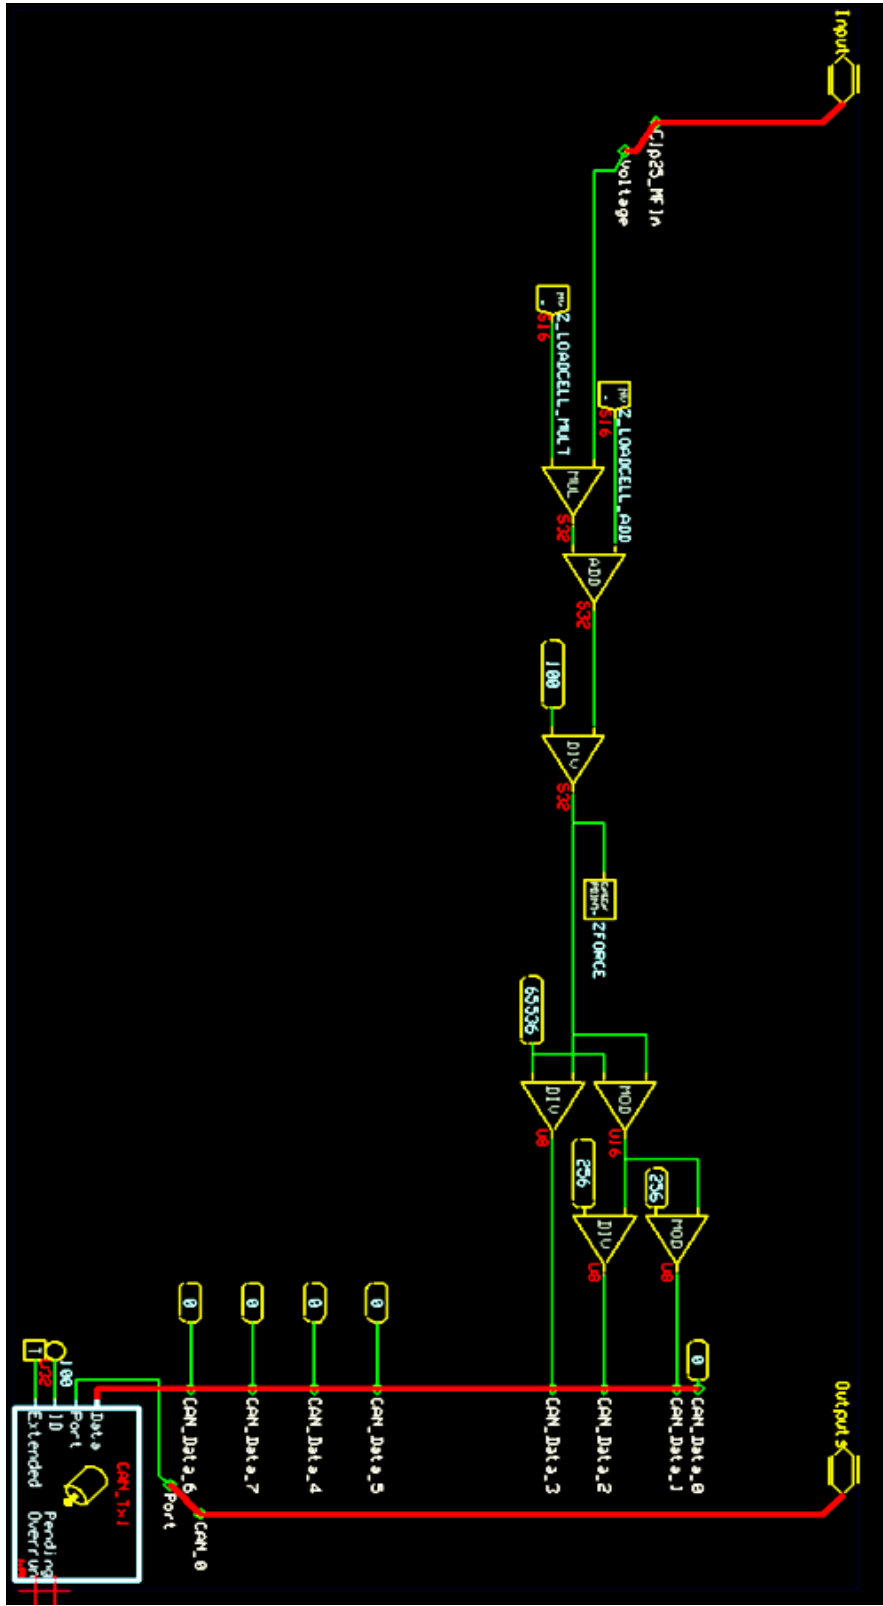 Input
Outputs
0
CAN_Data_0
256
MOD
U8
CAN_Data_1
C1p25_MFIn
Voltage
Z_LOADCELL_ADD
S16
MOD
U16
256
DIV
U8
CAN_Data_2
ADD
S32
ZFORCE
Z_LOADCELL_MULT
S16
MUL
S32
100
DIV
S32
65536
DIV
U8
CAN_Data_3
0
CAN_Data_5
0
CAN_Data_4
0
CAN_Data_7
0
CAN_Data_6
CAN_0
Port
CAN_Tx1
Data
Port
100
U32
ID
Pending
T
Extended
Overrun